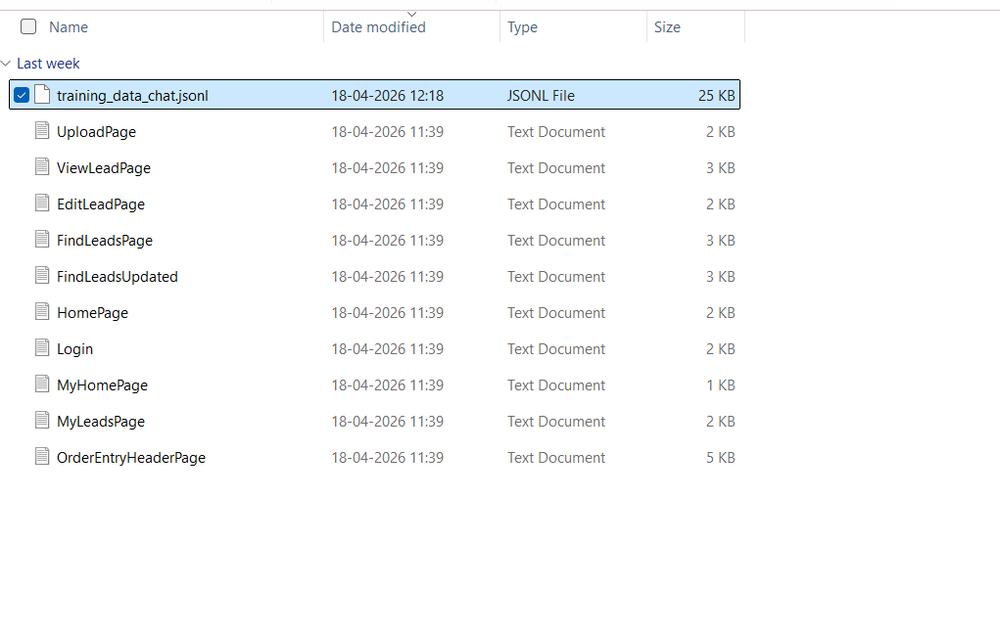 Name Date modified Type Size
Last week
training_data_chat.jsonl 18-04-2026 12:18 JSONL File 25 KB
UploadPage 18-04-2026 11:39 Text Document 2 KB
ViewLeadPage 18-04-2026 11:39 Text Document 3 KB
EditLeadPage 18-04-2026 11:39 Text Document 2 KB
FindLeadsPage 18-04-2026 11:39 Text Document 3 KB
FindLeadsUpdated 18-04-2026 11:39 Text Document 3 KB
HomePage 18-04-2026 11:39 Text Document 2 KB
Login 18-04-2026 11:39 Text Document 2 KB
MyHomePage 18-04-2026 11:39 Text Document 1 KB
MyLeadsPage 18-04-2026 11:39 Text Document 2 KB
OrderEntryHeaderPage 18-04-2026 11:39 Text Document 5 KB